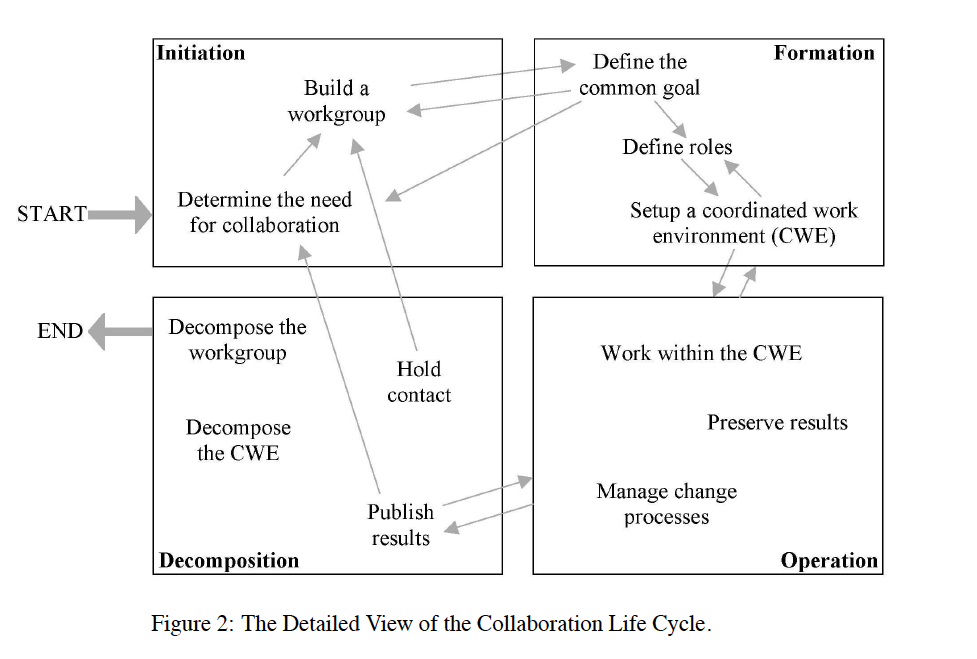 Initiation
Build a
workgroup
Determine the need
for collaboration
START
Formation
Define the
common goal
Define roles
Setup a coordinated work
environment (CWE)
END
Decompose the
workgroup
Hold
contact
Decompose
the CWE
Publish
results
Decomposition
Work within the CWE
Preserve results
Manage change
processes
Operation
Figure 2: The Detailed View of the Collaboration Life Cycle.